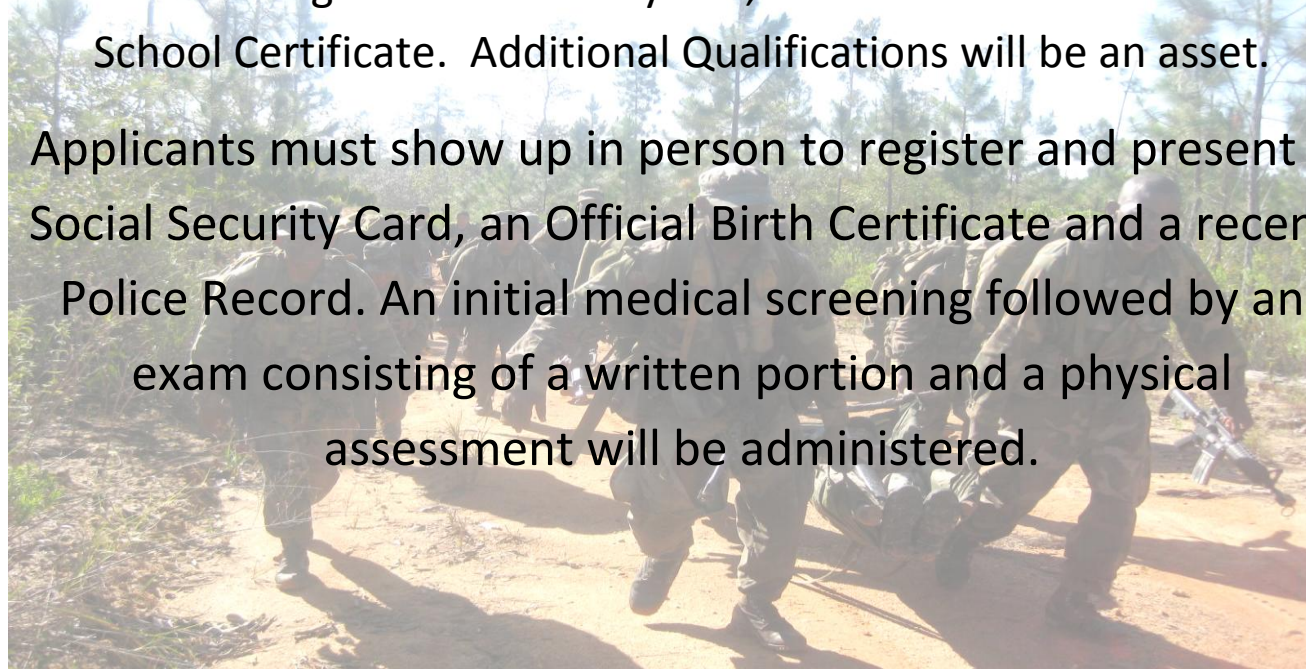 School Certificate.  Additional Qualifications will be an asset.
Applicants must show up in person to register and present
Social Security Card, an Official Birth Certificate and a
Police Record. An initial medical screening followed by an
exam consisting of a written portion and a physical
assessment will be administered.